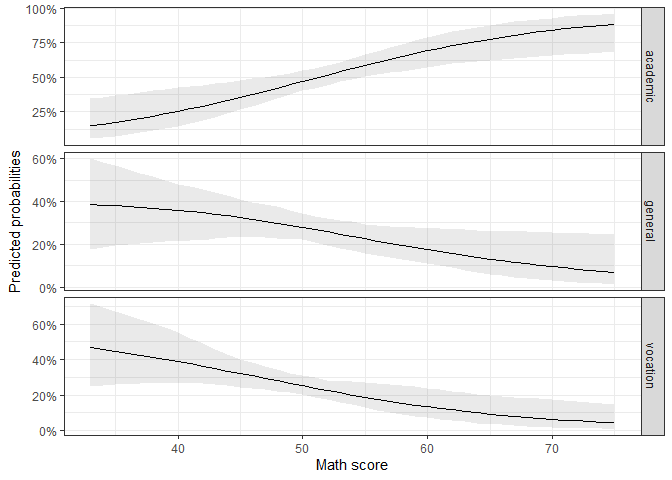 100%
75%
50%
25%
academic
60%
40%
20%
0%
general
60%
40%
20%
0%
vocation
Predicted probabilities
40 50 60 70
Math score